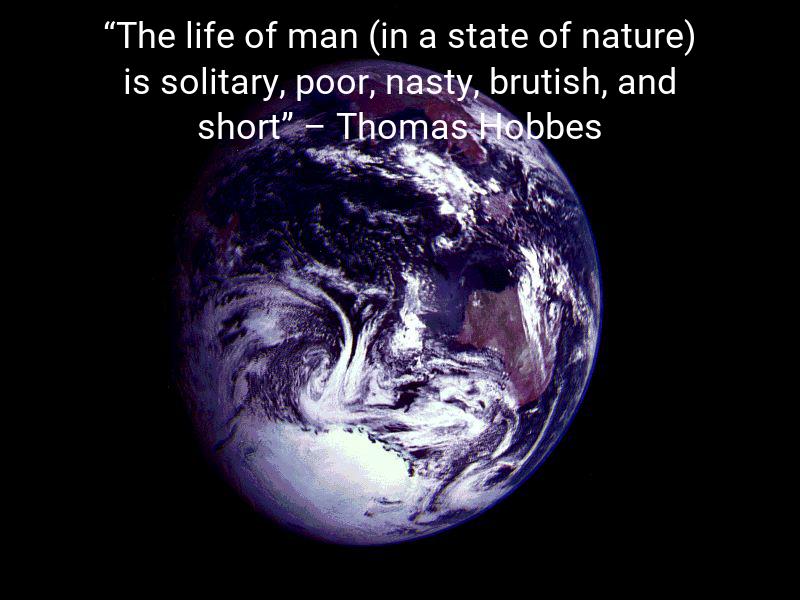 “The life of man (in a state of nature)
is solitary, poor, nasty, brutish, and
short” – Thomas Hobbes